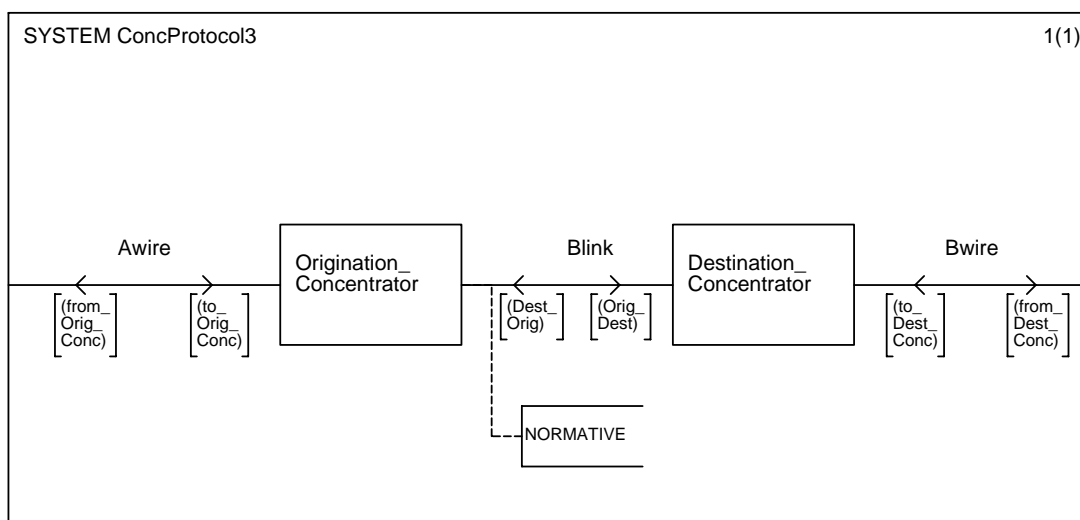 SYSTEM ConcProtocol3
1(1)
Awire
(from_
Orig_
Conc)
(to_
Orig_
Conc)
Origination_
Concentrator
Blink
(Dest_
Orig)
(Orig_
Dest)
Destination_
Concentrator
Bwire
(to_
Dest_
Conc)
(from_
Dest_
Conc)
NORMATIVE